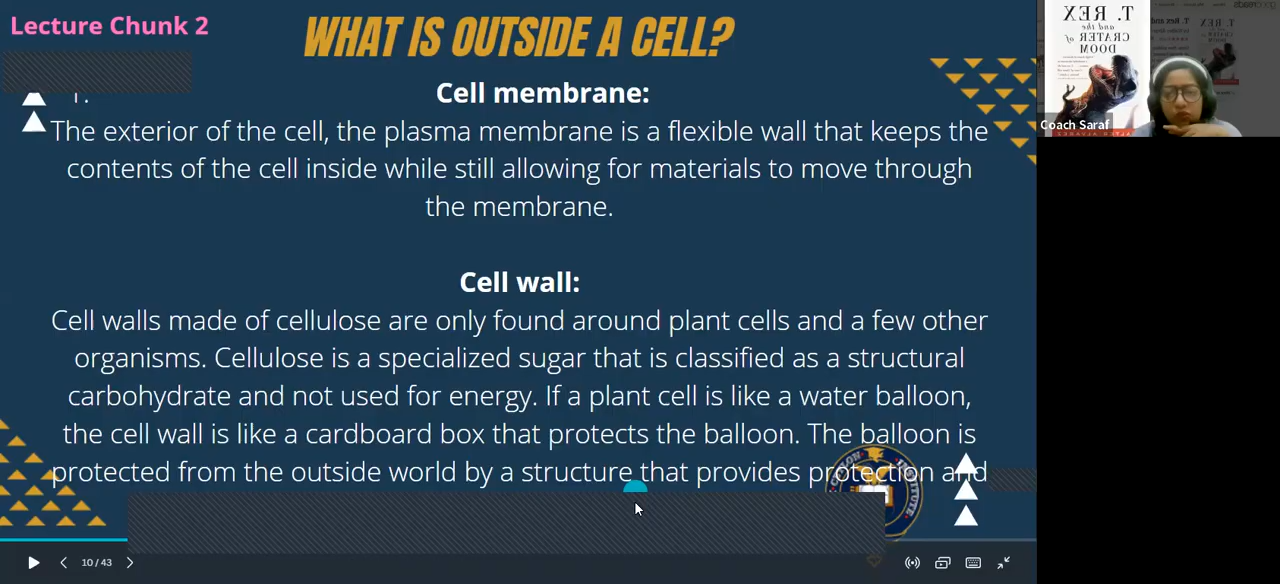 Lecture Chunk 2
WHAT IS OUTSIDE A CELL?
1.
Cell membrane:
The exterior of the cell, the plasma membrane is a flexible wall that keeps the
contents of the cell inside while still allowing for materials to move through
the membrane.
Cell wall:
Cell walls made of cellulose are only found around plant cells and a few other
organisms. Cellulose is a specialized sugar that is classified as a structural
carbohydrate and not used for energy. If a plant cell is like a water balloon,
the cell wall is like a cardboard box that protects the balloon. The balloon is
protected from the outside world by a structure that provides protection and
10 / 43
T. REX
and the
CRATER of
DOOM
Coach Saraf